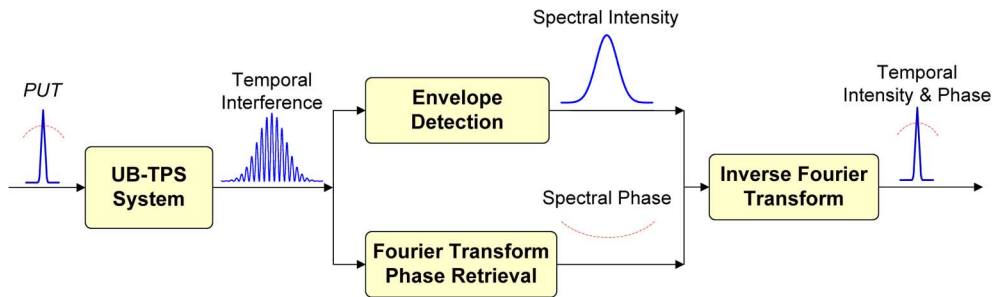 PUT
UB-TPS
System
Temporal
Interference
Envelope
Detection
Spectral Intensity
Fourier Transform
Phase Retrieval
Spectral Phase
Inverse Fourier
Transform
Temporal
Intensity & Phase